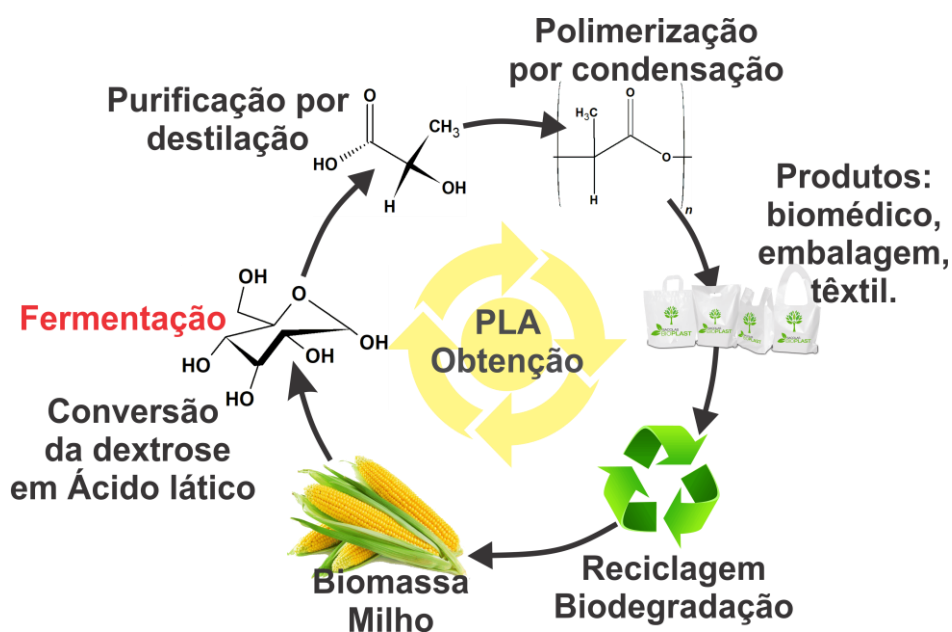 Polimerização
por condensação
Purificação por
destilação
O
CH3
HO
OH
H
O
H3C
O
H
n
Produtos:
biomédico,
embalagem,
têxtil.
OH
HO
O
Fermentação
HO
HO
OH
OH
PLA
Obtenção
Conversão
da dextrose
em Ácido lático
Biomassa
Milho
Reciclagem
Biodegradação